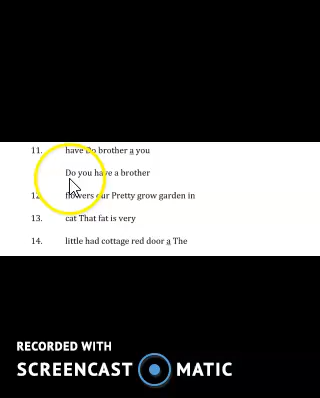 11. have Do brother a you
Do you have a brother
12. flowers our Pretty grow garden in
13. cat That fat is very
14. little had cottage red door a The
RECORDED WITH
SCREENCAST MATIC